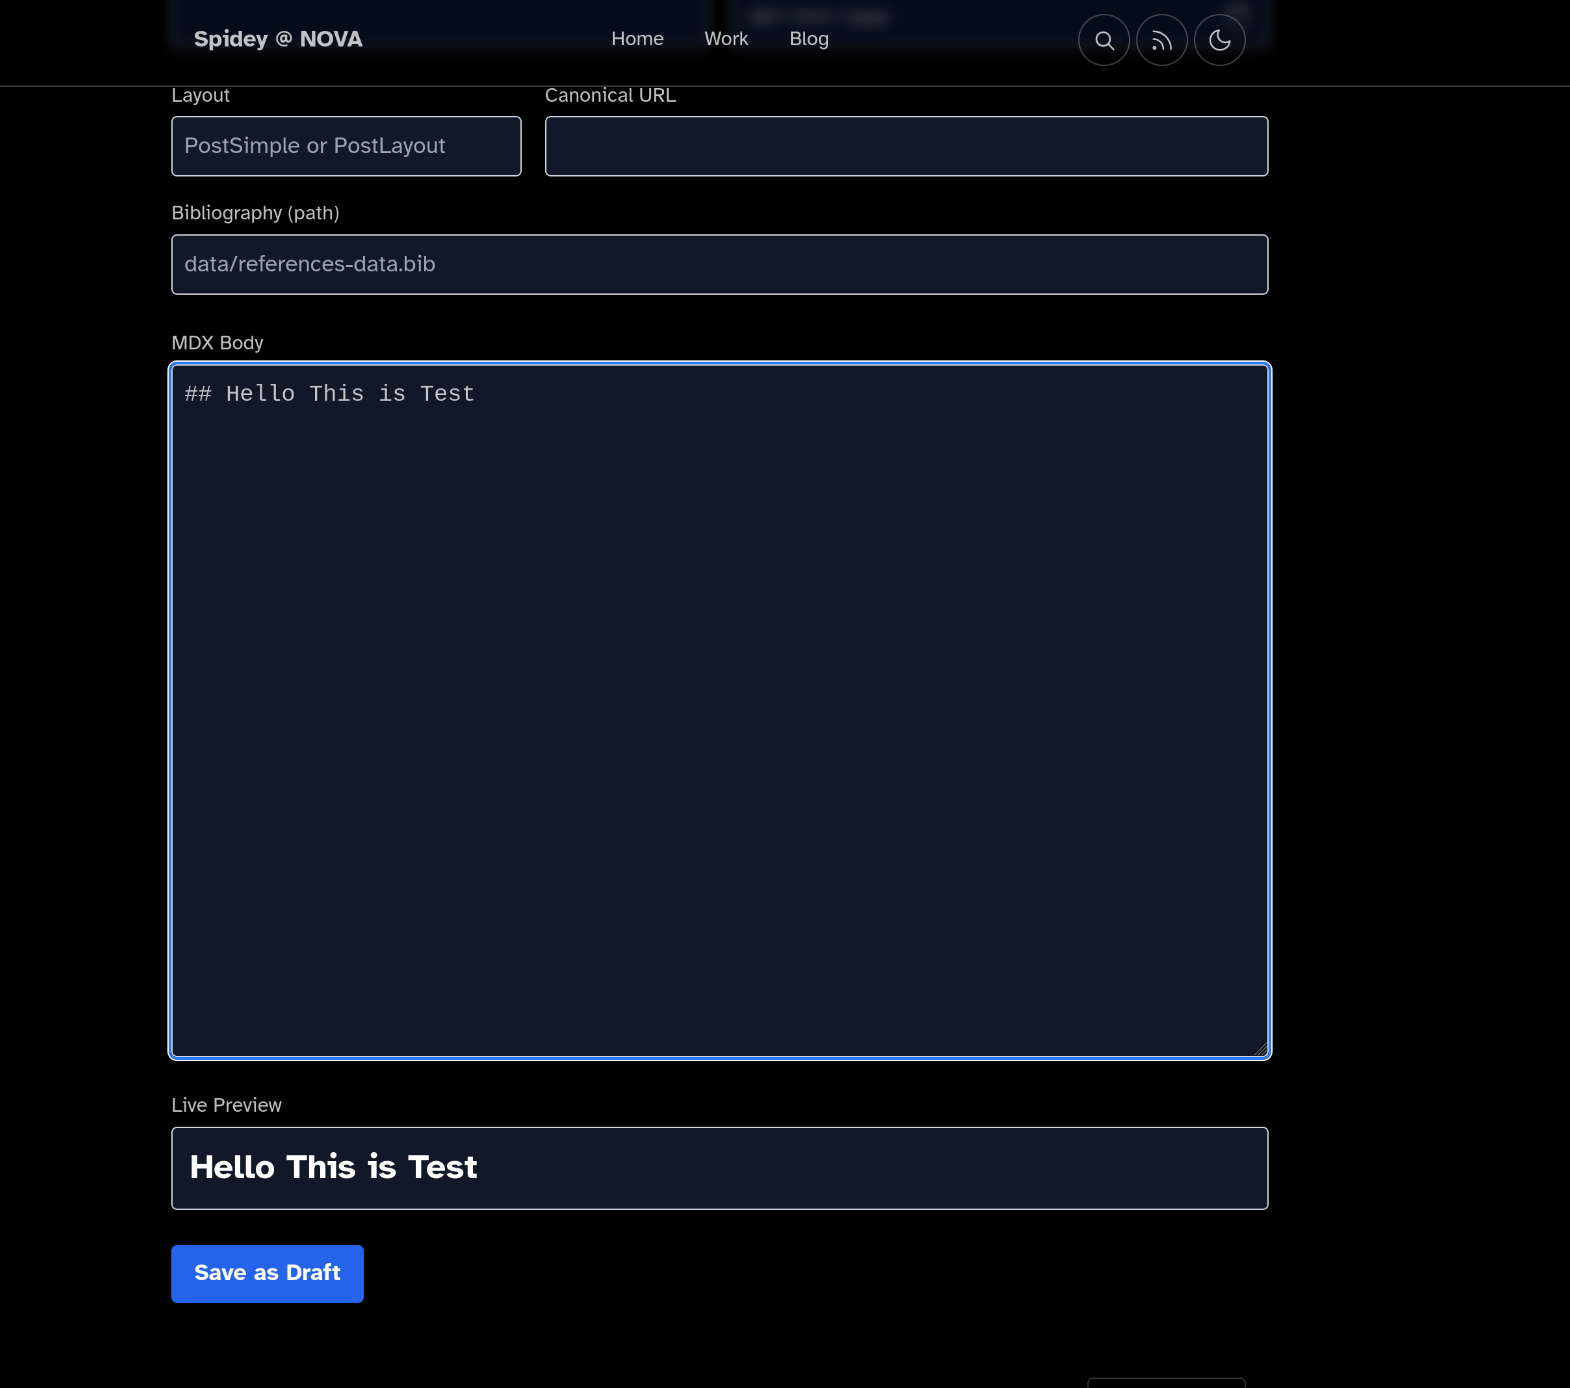 Spidey @ NOVA
Home Work Blog
Layout Canonical URL
PostSimple or PostLayout
Bibliography (path)
data/references-data.bib
MDX Body
## Hello This is Test
Live Preview
Hello This is Test
Save as Draft